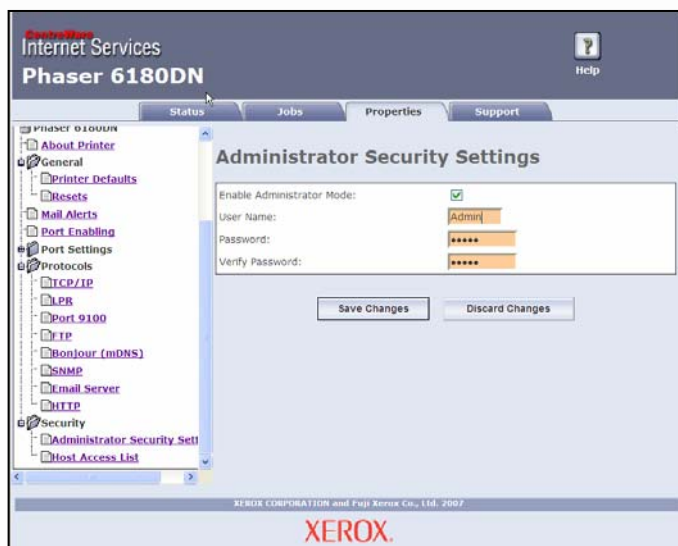 CentreWare
Internet Services
Phaser 6180DN
Help
Status
Jobs
Properties
Support
Phaser 6180DN
About Printer
General
Printer Defaults
Resets
Mail Alerts
Port Enabling
Port Settings
Protocols
TCP/IP
LPR
Port 9100
FTP
Bonjour (mDNS)
SNMP
Email Server
HTTP
Security
Administrator Security Sett
Host Access List
Administrator Security Settings
Enable Administrator Mode:
User Name: Admin
Password: •••••
Verify Password: •••••
Save Changes
Discard Changes
XEROX CORPORATION and Fuji Xerox Co., Ltd. 2007
XEROX.